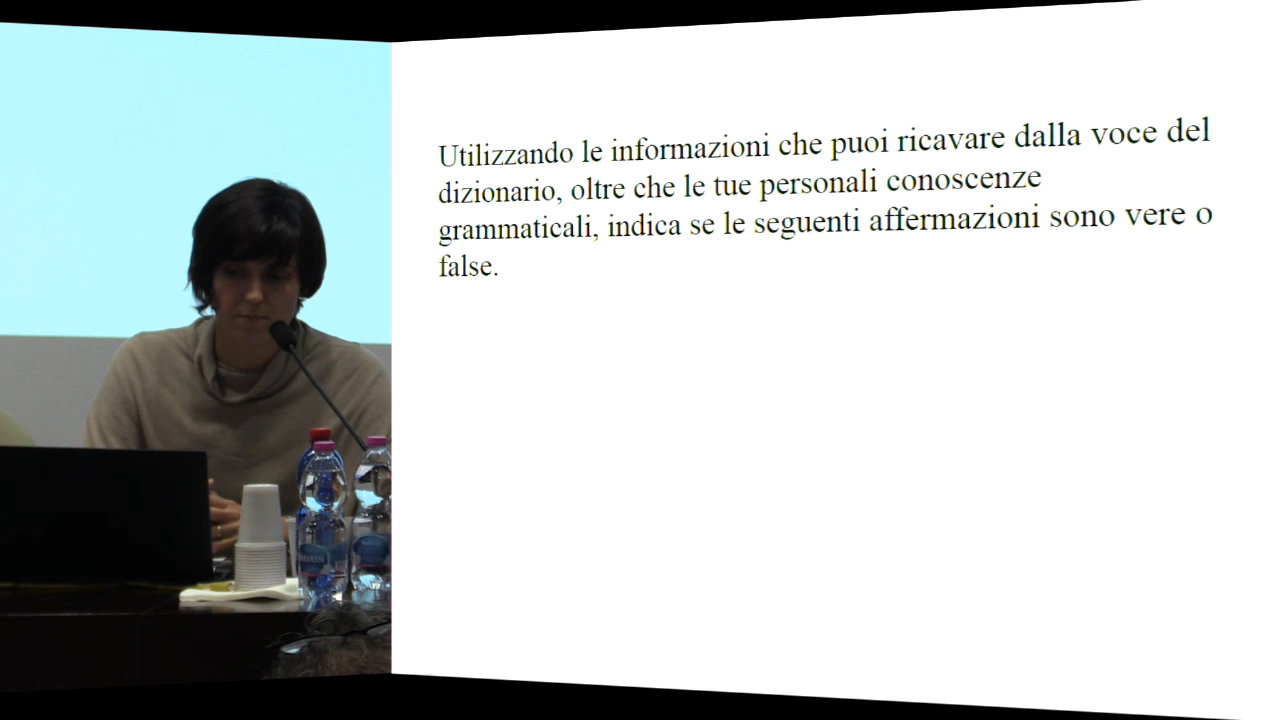 Utilizzando le informazioni che puoi ricavare dalla voce del
dizionario, oltre che le tue personali conoscenze
grammaticali, indica se le seguenti affermazioni sono vere o
false.